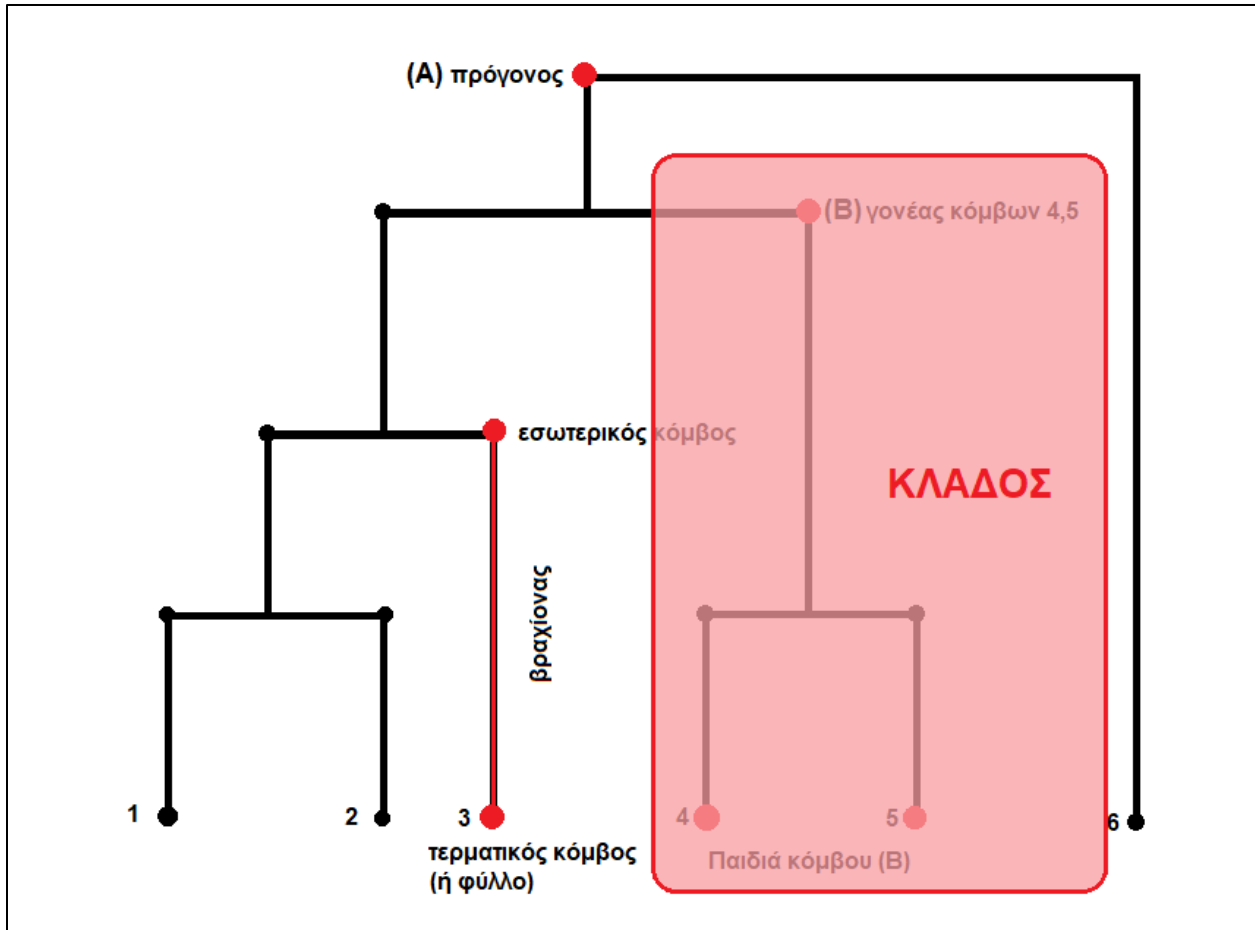 (Α) πρόγονος
(Β) γονέας κόμβων 4,5
εσωτερικός κόμβος
ΚΛΑΔΟΣ
βραχίονας
1
2
3
4
5
6
τερματικός κόμβος
(ή φύλλο)
Παιδιά κόμβου (Β)